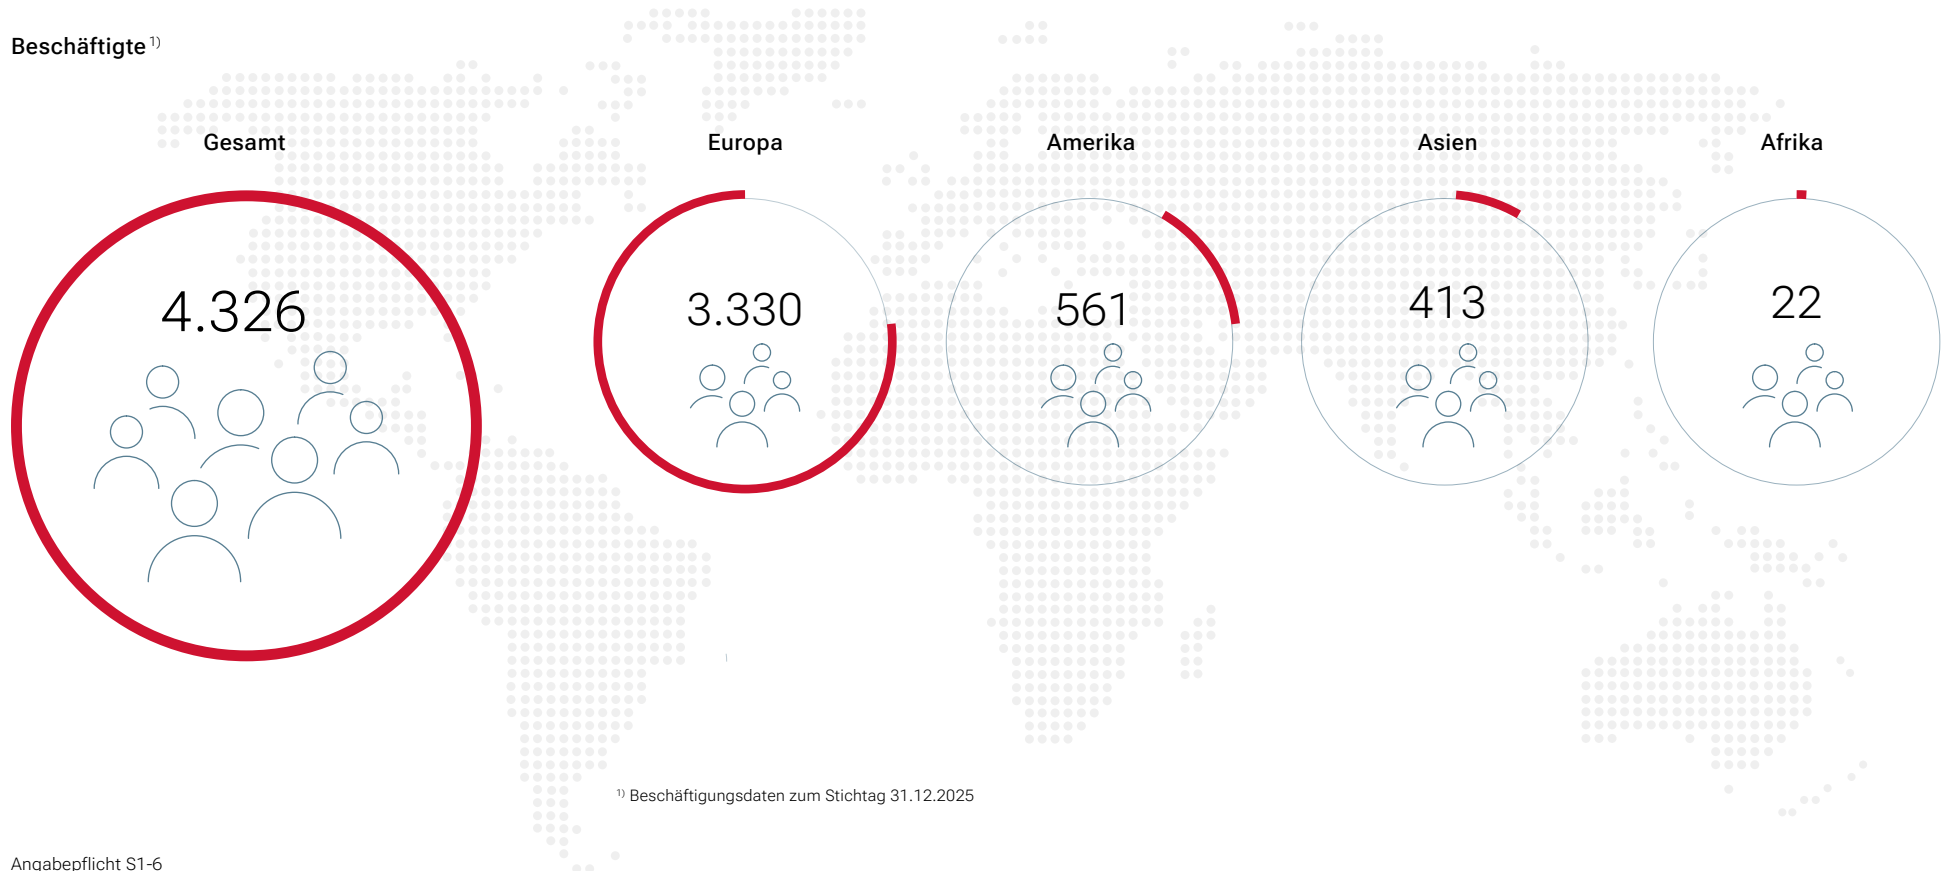 Beschäftigte ¹⁾
Gesamt
Europa
Amerika
Asien
Afrika
4.326
3.330
561
413
22
¹⁾ Beschäftigungsdaten zum Stichtag 31.12.2025
Angabepflicht S1-6